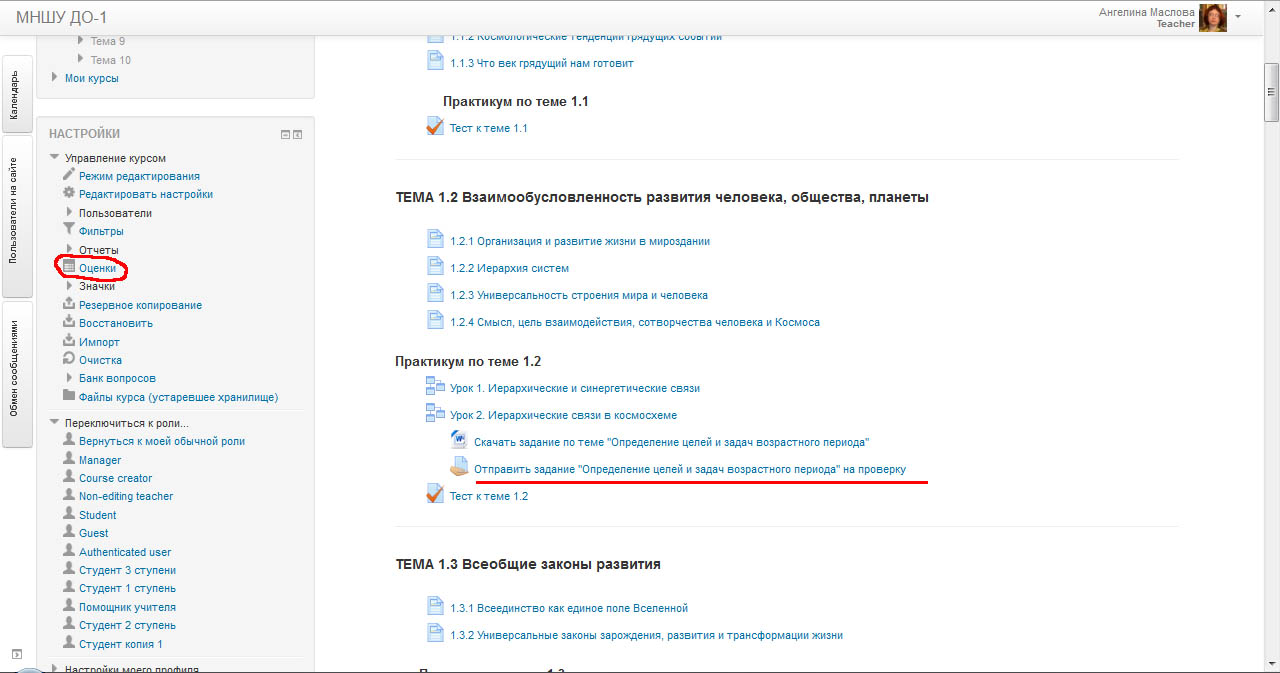 МНШУ ДО-1
Ангелина Маслова
Teacher
Календарь
Пользователи на сайте
Обмен сообщениями
Тема 9
Тема 10
Мои курсы
НАСТРОЙКИ
Управление курсом
Режим редактирования
Редактировать настройки
Пользователи
Фильтры
Отчеты
Оценки
Значки
Резервное копирование
Восстановить
Импорт
Очистка
Банк вопросов
Файлы курса (устаревшее хранилище)
Переключиться к роли...
Вернуться к моей обычной роли
Manager
Course creator
Non-editing teacher
Student
Guest
Authenticated user
Студент 3 ступени
Студент 1 ступень
Помощник учителя
Студент 2 ступень
Студент копия 1
Настройки моего профиля
1.1.2 Космологические тенденции грядущих событий
1.1.3 Что век грядущий нам готовит
Практикум по теме 1.1
Тест к теме 1.1
ТЕМА 1.2 Взаимообусловленность развития человека, общества, планеты
1.2.1 Организация и развитие жизни в мироздании
1.2.2 Иерархия систем
1.2.3 Универсальность строения мира и человека
1.2.4 Смысл, цель взаимодействия, сотворчества человека и Космоса
Практикум по теме 1.2
Урок 1. Иерархические и синергетические связи
Урок 2. Иерархические связи в космосхеме
Скачать задание по теме "Определение целей и задач возрастного периода"
Отправить задание "Определение целей и задач возрастного периода" на проверку
Тест к теме 1.2
ТЕМА 1.3 Всеобщие законы развития
1.3.1 Всеединство как единое поле Вселенной
1.3.2 Универсальные законы зарождения, развития и трансформации жизни